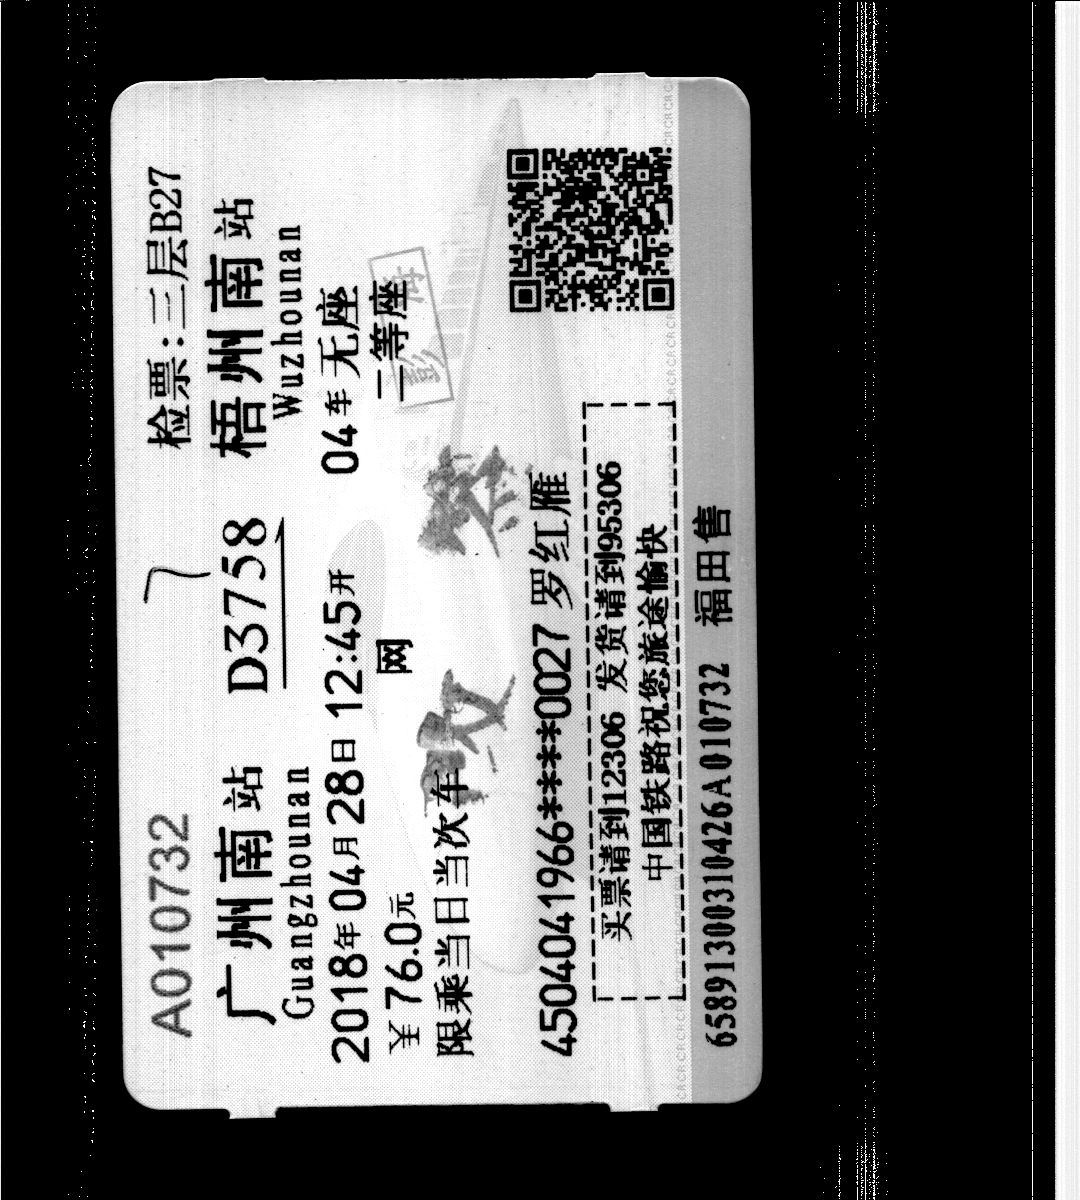 A010732 检票:三层B27
广州南站 D3758 梧州南站
Guangzhounan Wuzhounan
2018年04月28日 12:45开 04车 无座
¥76.0元 网 二等座
限乘当日当次车
4504041966****0027 罗红雁
买票请到12306 发货请到95306
中国铁路祝您旅途愉快
65891300310426A010732 福田售